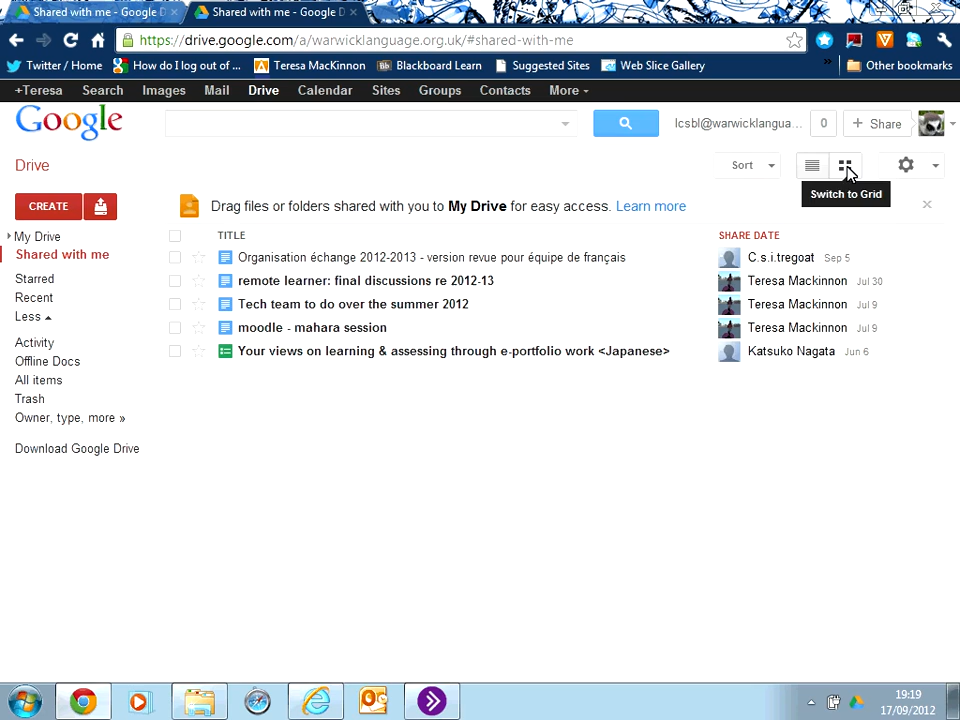 Shared with me - Google D
Shared with me - Google D
https://drive.google.com/a/warwicklanguage.org.uk/#shared-with-me
Twitter / Home
How do I log out of ...
Teresa MacKinnon
Blackboard Learn
Suggested Sites
Web Slice Gallery
»
Other bookmarks
+Teresa Search Images Mail Drive Calendar Sites Groups Contacts More
Google
lcsbl@warwicklangua...
0
+ Share
Drive
Sort
Switch to Grid
CREATE
Drag files or folders shared with you to My Drive for easy access. Learn more
My Drive
Shared with me
Starred
Recent
Less
Activity
Offline Docs
All items
Trash
Owner, type, more »
Download Google Drive
TITLE SHARE DATE
Organisation échange 2012-2013 - version revue pour équipe de français C.s.i.tregoat Sep 5
remote learner: final discussions re 2012-13 Teresa Mackinnon Jul 30
Tech team to do over the summer 2012 Teresa Mackinnon Jul 9
moodle - mahara session Teresa Mackinnon Jul 9
Your views on learning & assessing through e-portfolio work <Japanese> Katsuko Nagata Jun 6
19:19
17/09/2012